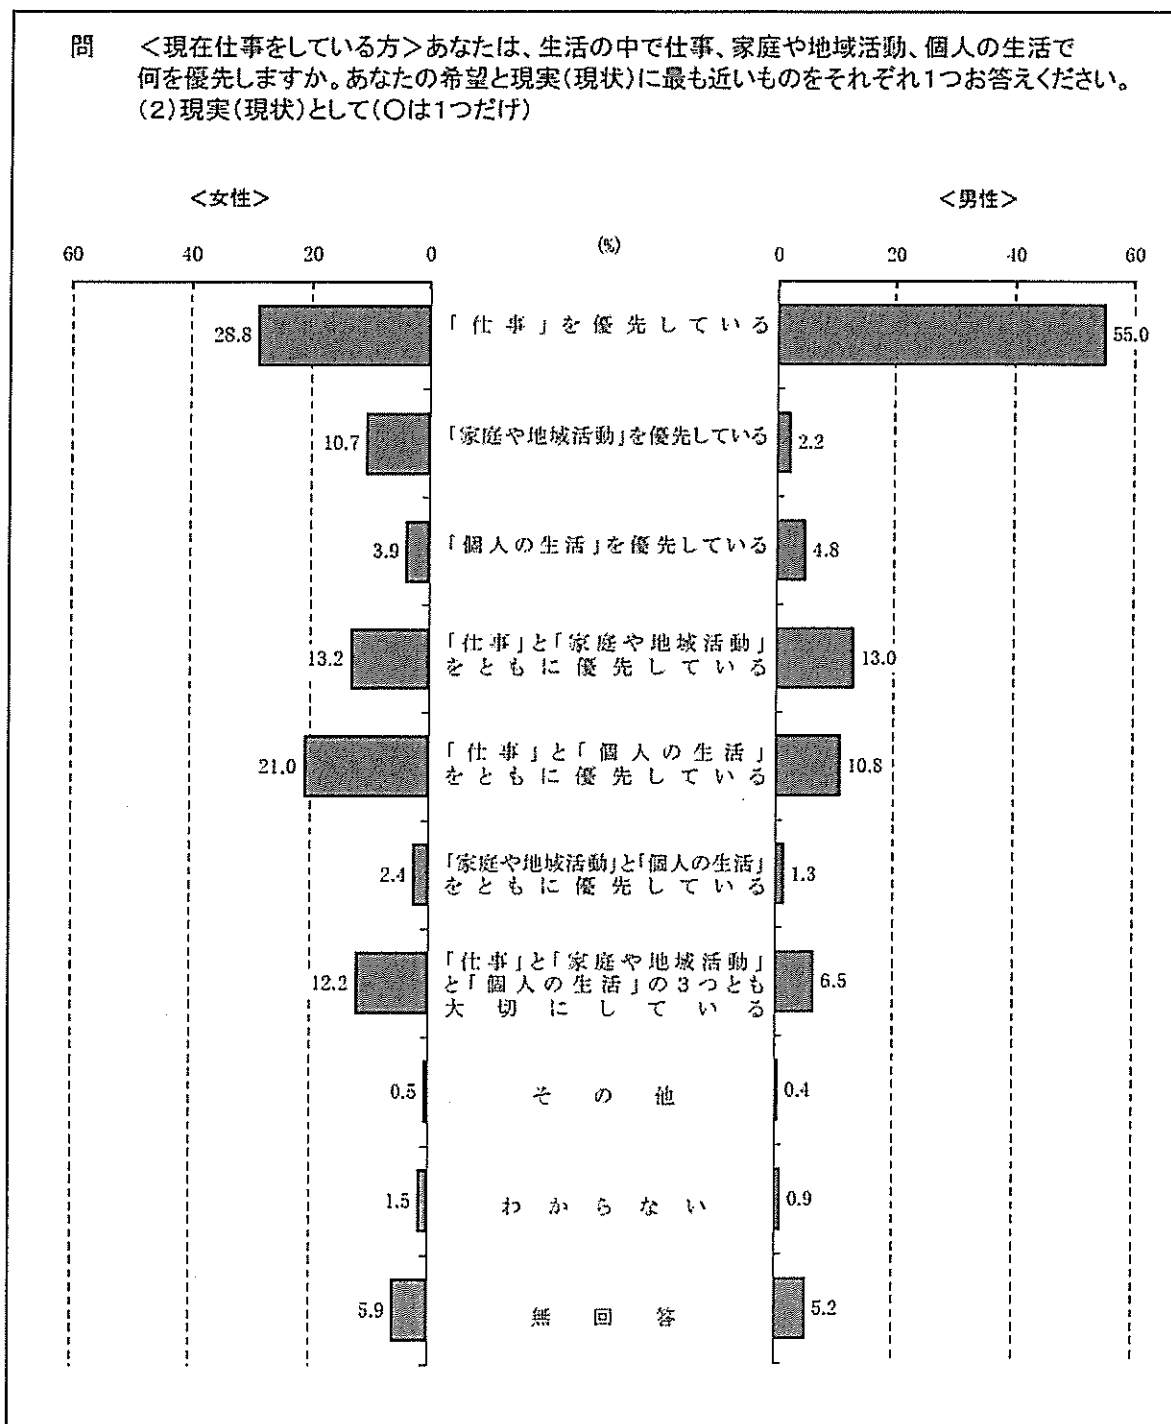 問 <現在仕事をしている方>あなたは、生活の中で仕事、家庭や地域活動、個人の生活で
何を優先しますか。あなたの希望と現実(現状)に最も近いものをそれぞれ1つお答えください。
(2)現実(現状)として(〇は1つだけ)
<女性> <男性>
60 40 20 0 (%) 0 20 40 60
28.8 「仕事」を優先している 55.0
10.7 「家庭や地域活動」を優先している 2.2
3.9 「個人の生活」を優先している 4.8
「仕事」と「家庭や地域活動」
13.2 をともに優先している 13.0
「仕事」と「個人の生活」
21.0 をともに優先している 10.8
「家庭や地域活動」と「個人の生活」
2.4 をともに優先している 1.3
「仕事」と「家庭や地域活動」
12.2 と「個人の生活」の3つとも 6.5
大切にしている
0.5 その他 0.4
1.5 わからない 0.9
5.9 無回答 5.2